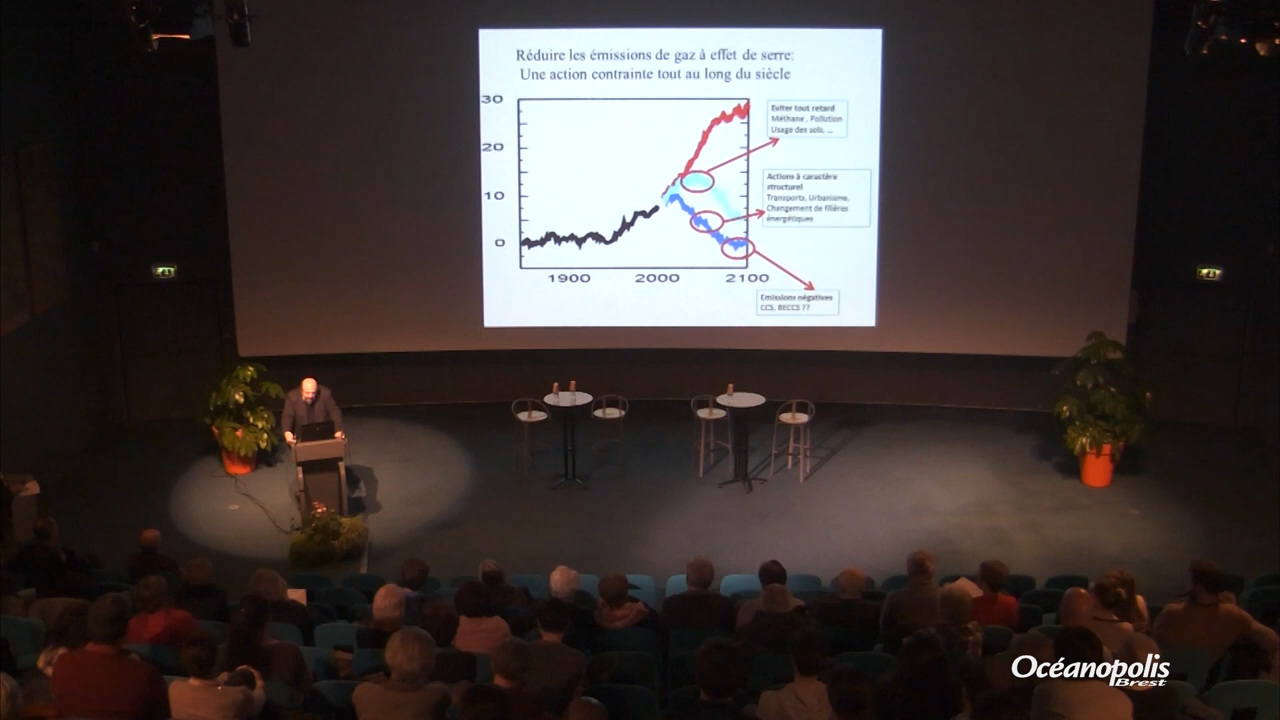 Réduire les émissions de gaz à effet de serre:
Une action contrainte tout au long du siècle
30
20
10
0
1900
2000
2100
Eviter tout retard
Méthane , Pollution
Usage des sols, ...
Actions à caractère
structurel
Transports, Urbanisme,
Changement de filières
énergétiques
Emissions négatives
CCS, BECCS ??
Océanopolis
Brest